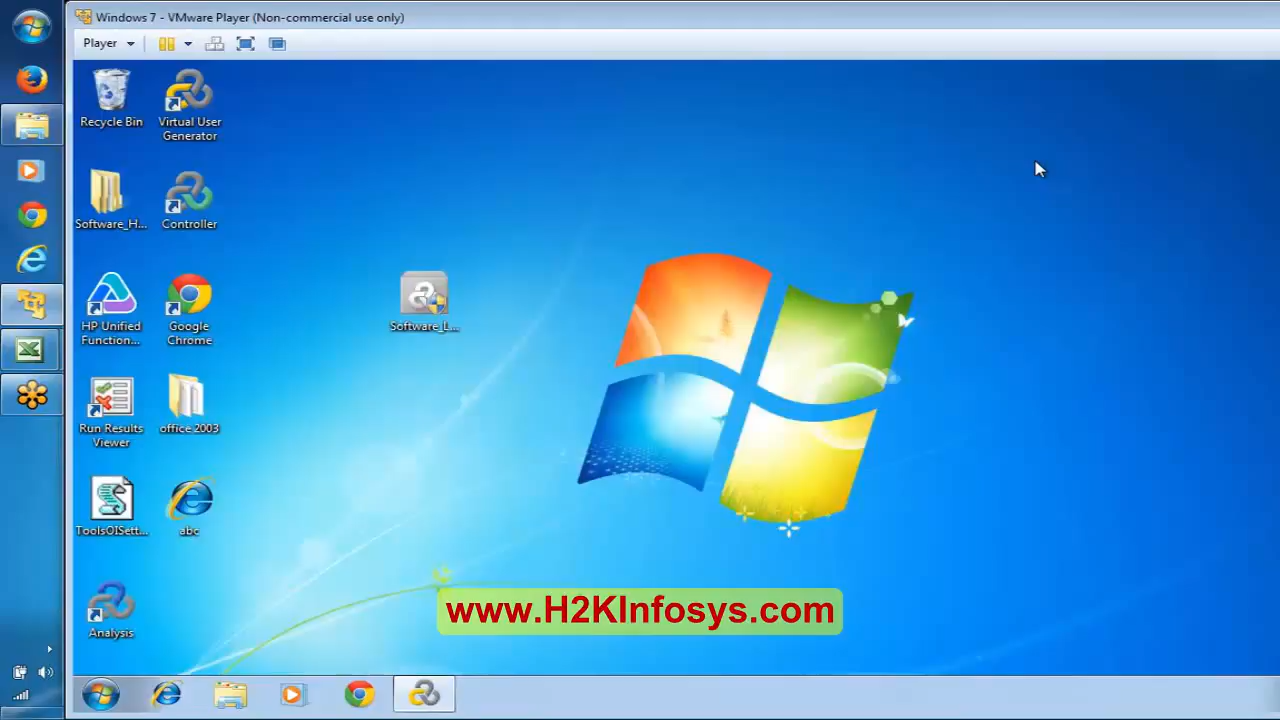 Windows 7 - VMware Player (Non-commercial use only)
Player
Recycle Bin
Virtual User
Generator
Software_H...
Controller
HP Unified
Function...
Google
Chrome
Software_L...
Run Results
Viewer
office 2003
ToolsOISett...
abc
Analysis
www.H2KInfosys.com